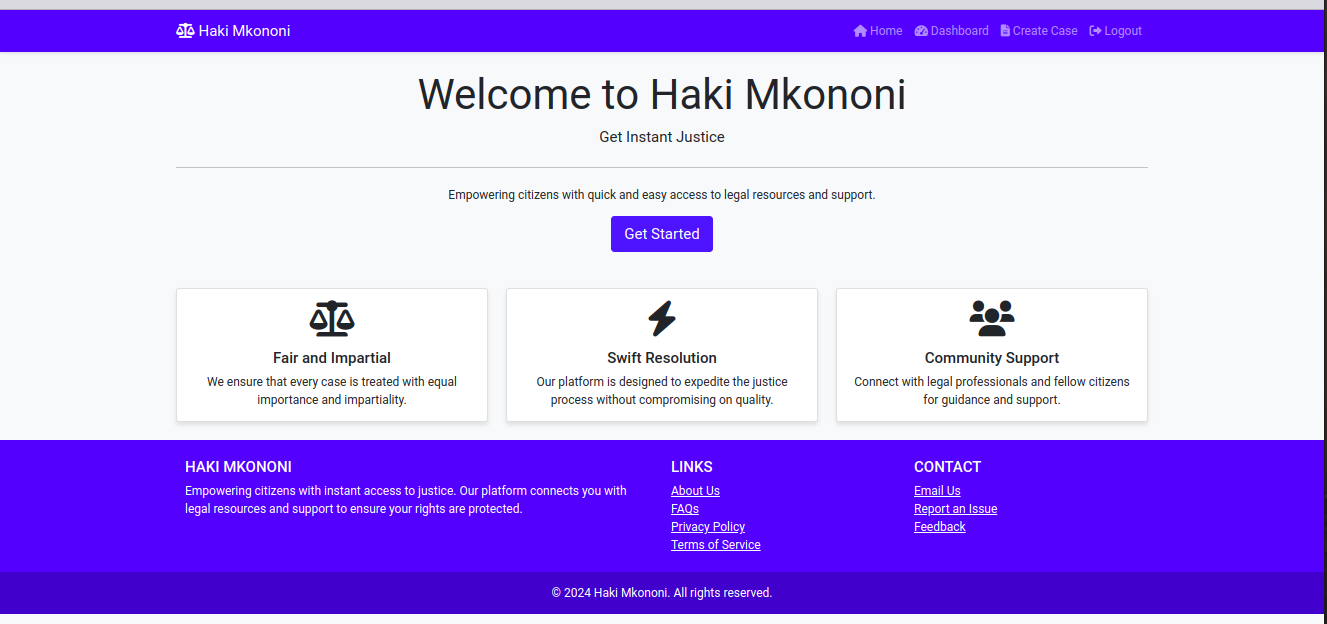 Haki Mkononi
Home Dashboard Create Case Logout
Welcome to Haki Mkononi
Get Instant Justice
Empowering citizens with quick and easy access to legal resources and support.
Get Started
Fair and Impartial
We ensure that every case is treated with equal
importance and impartiality.
Swift Resolution
Our platform is designed to expedite the justice
process without compromising on quality.
Community Support
Connect with legal professionals and fellow citizens
for guidance and support.
HAKI MKONONI
Empowering citizens with instant access to justice. Our platform connects you with
legal resources and support to ensure your rights are protected.
LINKS
About Us
FAQs
Privacy Policy
Terms of Service
CONTACT
Email Us
Report an Issue
Feedback
© 2024 Haki Mkononi. All rights reserved.